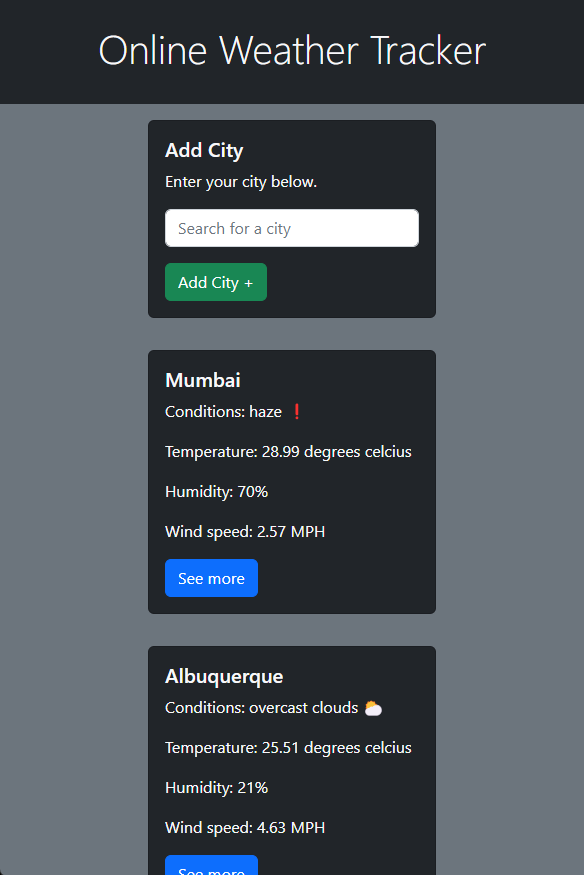 Online Weather Tracker
Add City
Enter your city below.
Search for a city
Add City +
Mumbai
Conditions: haze ❗
Temperature: 28.99 degrees celcius
Humidity: 70%
Wind speed: 2.57 MPH
See more
Albuquerque
Conditions: overcast clouds 🌥️
Temperature: 25.51 degrees celcius
Humidity: 21%
Wind speed: 4.63 MPH
See more